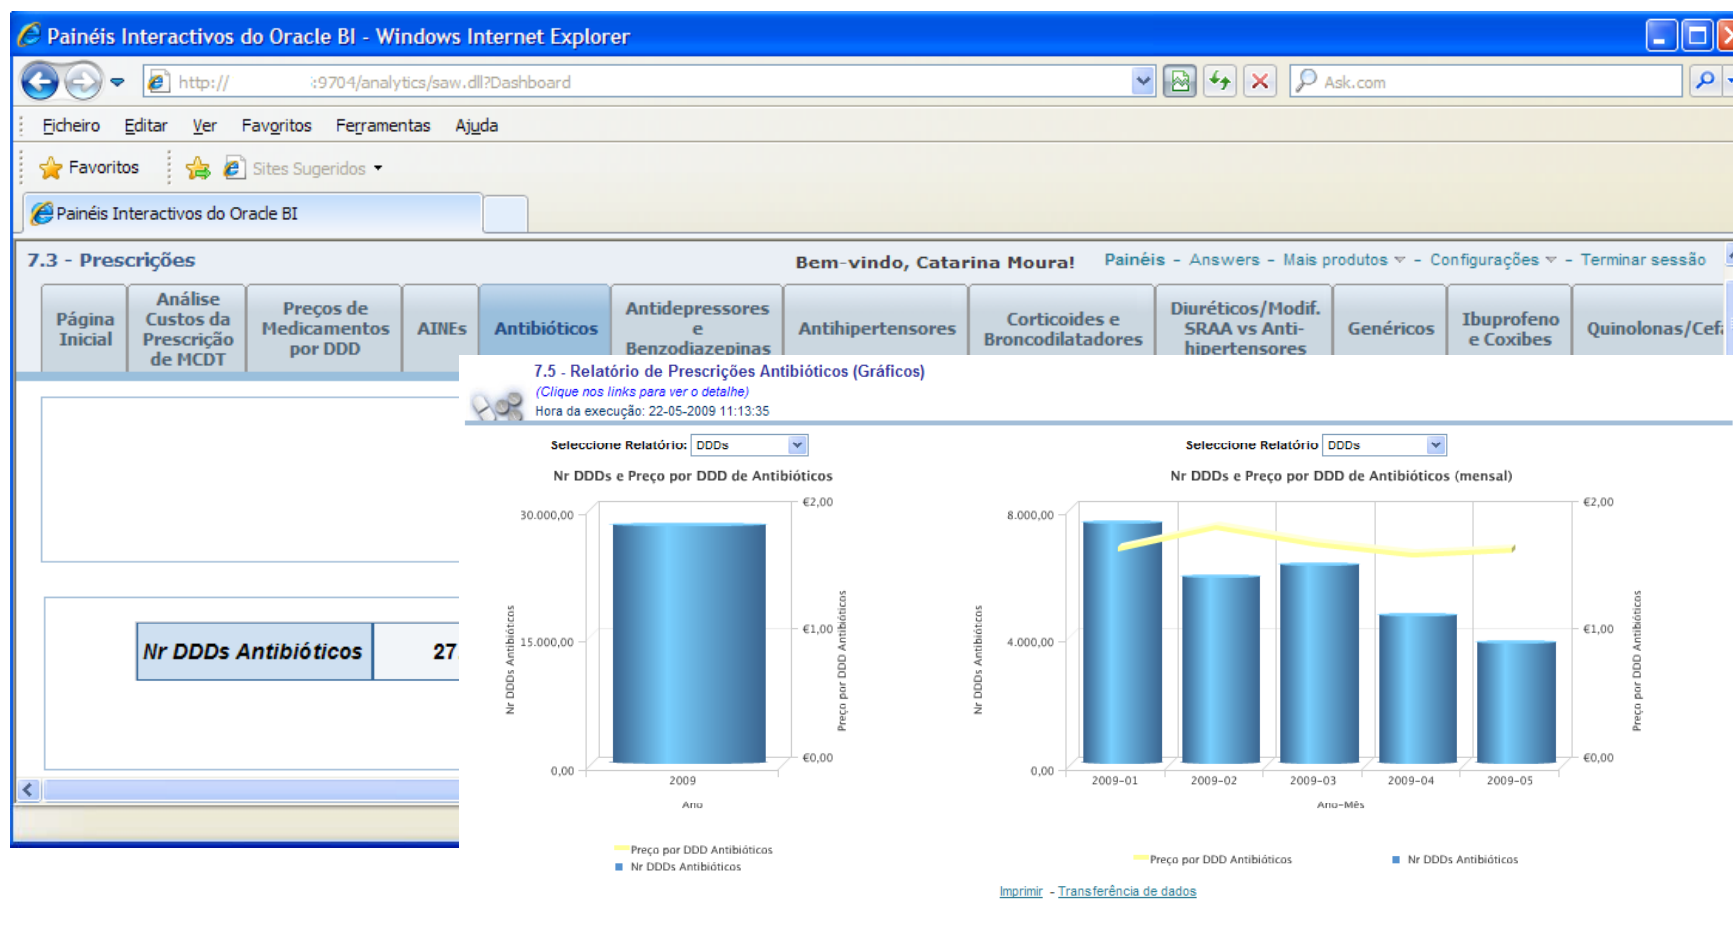 Painéis Interactivos do Oracle BI - Windows Internet Explorer
http:// :9704/analytics/saw.dll?Dashboard
Ask.com
Ficheiro Editar Ver Favoritos Ferramentas Ajuda
Favoritos
Sites Sugeridos
Painéis Interactivos do Oracle BI
7.3 - Prescrições
Bem-vindo, Catarina Moura!
Painéis - Answers - Mais produtos - Configurações - Terminar sessão
Página
Inicial
Análise
Custos da
Prescrição
de MCDT
Preços de
Medicamentos
por DDD
AINEs
Antibióticos
Antidepressores
e
Benzodiazepinas
Antihipertensores
Corticoides e
Broncodilatadores
Diuréticos/Modif.
SRAA vs Anti-
hipertensores
Genéricos
Ibuprofeno
e Coxibes
Quinolonas/Cefa
7.5 - Relatório de Prescrições Antibióticos (Gráficos)
(Clique nos links para ver o detalhe)
Hora da execução: 22-05-2009 11:13:35
Nr DDDs Antibióticos
27.
Seleccione Relatório: DDDs
Nr DDDs e Preço por DDD de Antibióticos
30.000,00
15.000,00
0,00
Nr DDDs Antibióticos
€2,00
€1,00
€0,00
Preço por DDD Antibióticos
2009
Ano
Preço por DDD Antibióticos
Nr DDDs Antibióticos
Seleccione Relatório DDDs
Nr DDDs e Preço por DDD de Antibióticos (mensal)
8.000,00
4.000,00
0,00
Nr DDDs Antibióticos
€2,00
€1,00
€0,00
Preço por DDD Antibióticos
2009-01 2009-02 2009-03 2009-04 2009-05
Ano-Mês
Preço por DDD Antibióticos
Nr DDDs Antibióticos
Imprimir - Transferência de dados